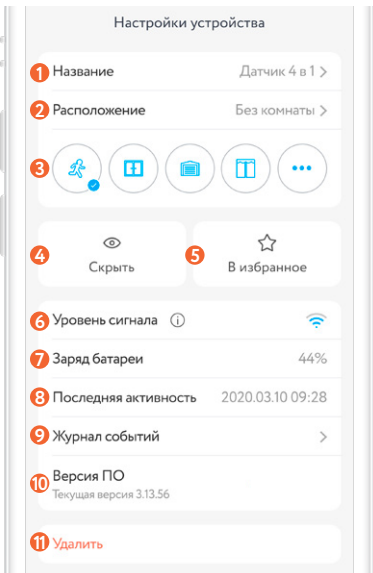 Настройки устройства
1 Название Датчик 4 в 1 >
2 Расположение Без комнаты >
3
4 Скрыть
5 В избранное
6 Уровень сигнала i
7 Заряд батареи 44%
8 Последняя активность 2020.03.10 09:28
9 Журнал событий >
10 Версия ПО
Текущая версия 3.13.56
11 Удалить